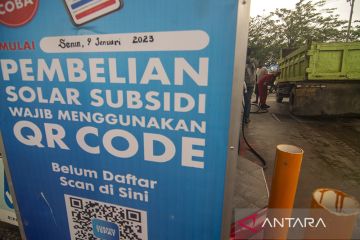 COBA
MULAI
Senin, 9 Januari 2023
PEMBELIAN
SOLAR SUBSIDI
WAJIB MENGGUNAKAN
QR CODE
Belum Daftar
Scan di Sini
ANTARA